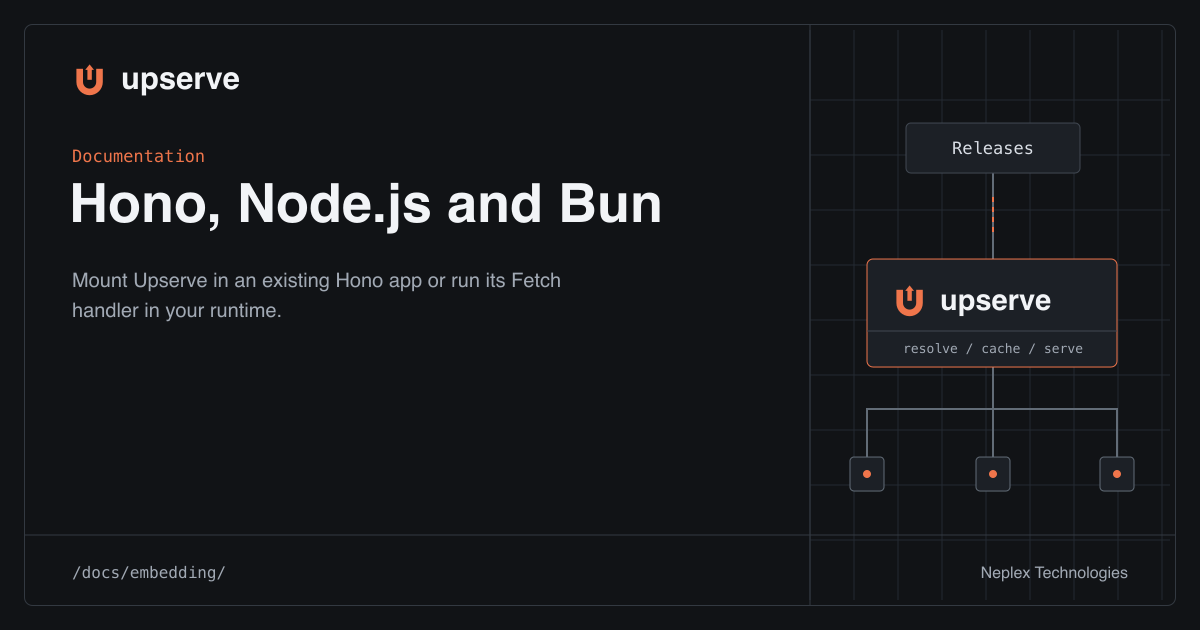 upserve
Documentation
Hono, Node.js and Bun
Mount Upserve in an existing Hono app or run its Fetch
handler in your runtime.
Releases
upserve
resolve / cache / serve
/docs/embedding/
Neplex Technologies